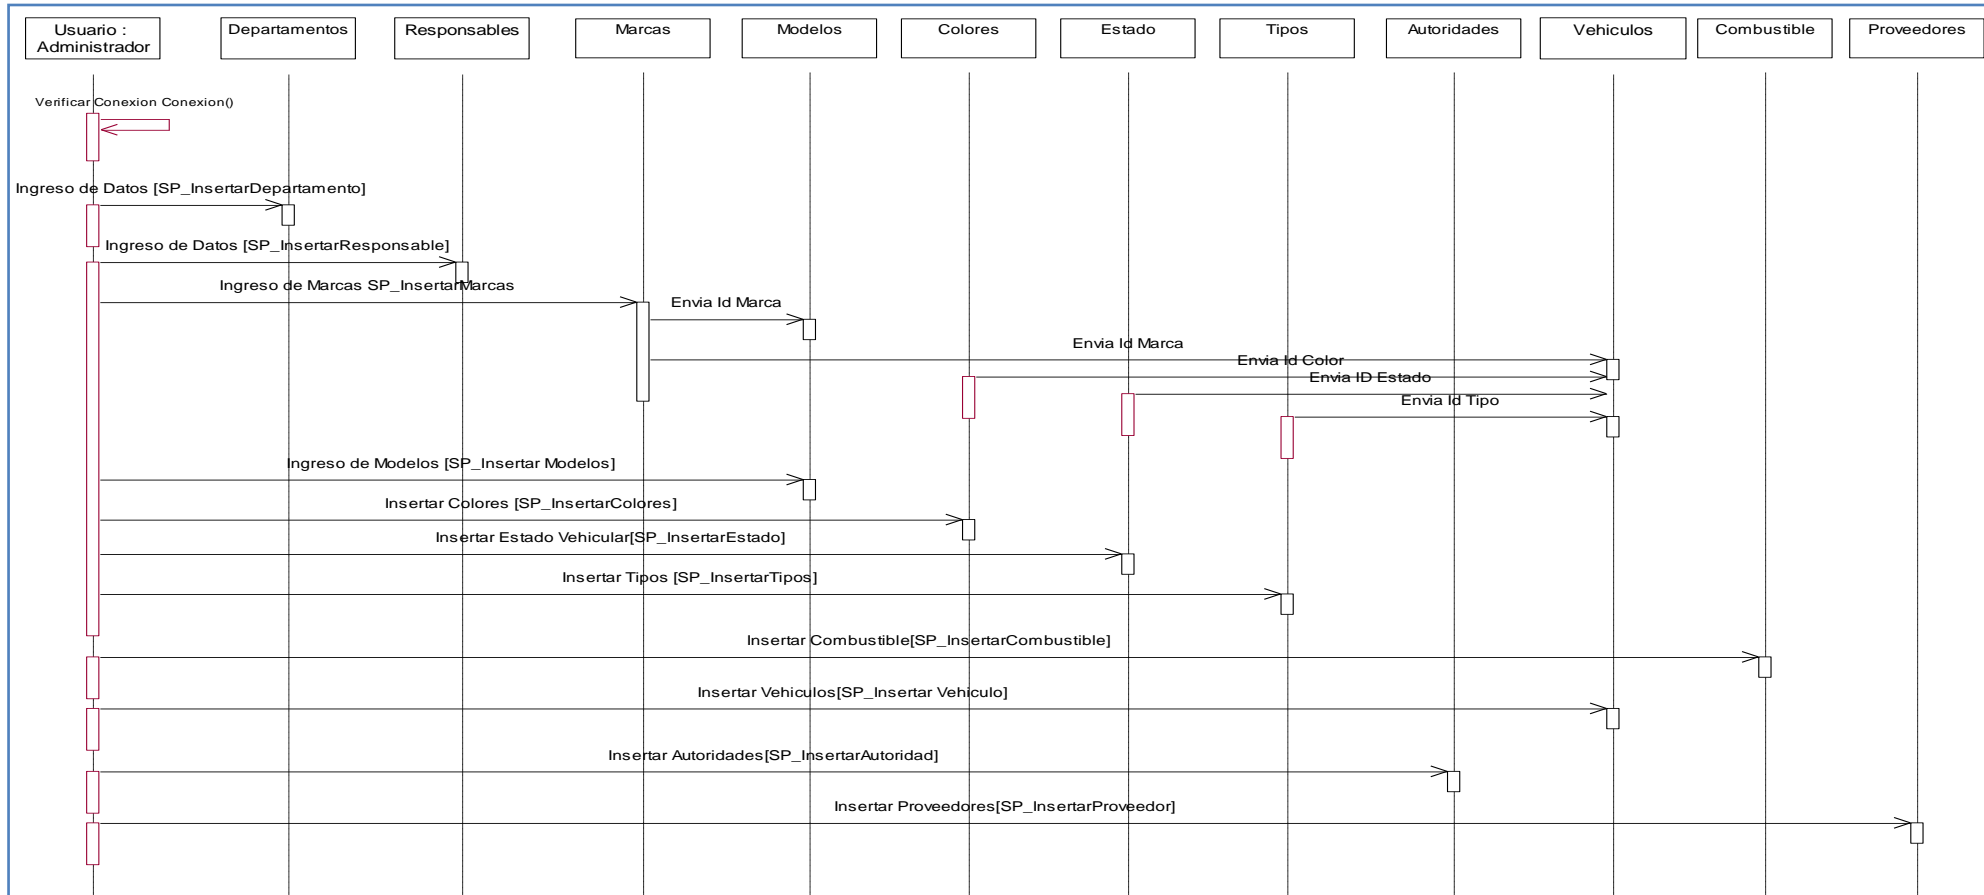 Usuario :
Administrador
Departamentos
Responsables
Marcas
Modelos
Colores
Estado
Tipos
Autoridades
Vehiculos
Combustible
Proveedores
Verificar Conexion Conexion()
Ingreso de Datos [SP_InsertarDepartamento]
Ingreso de Datos [SP_InsertarResponsable]
Ingreso de Marcas SP_InsertarMarcas
Envia Id Marca
Envia Id Marca
Envia Id Color
Envia ID Estado
Envia Id Tipo
Ingreso de Modelos [SP_Insertar Modelos]
Insertar Colores [SP_InsertarColores]
Insertar Estado Vehicular[SP_InsertarEstado]
Insertar Tipos [SP_InsertarTipos]
Insertar Combustible[SP_InsertarCombustible]
Insertar Vehiculos[SP_Insertar Vehiculo]
Insertar Autoridades[SP_InsertarAutoridad]
Insertar Proveedores[SP_InsertarProveedor]